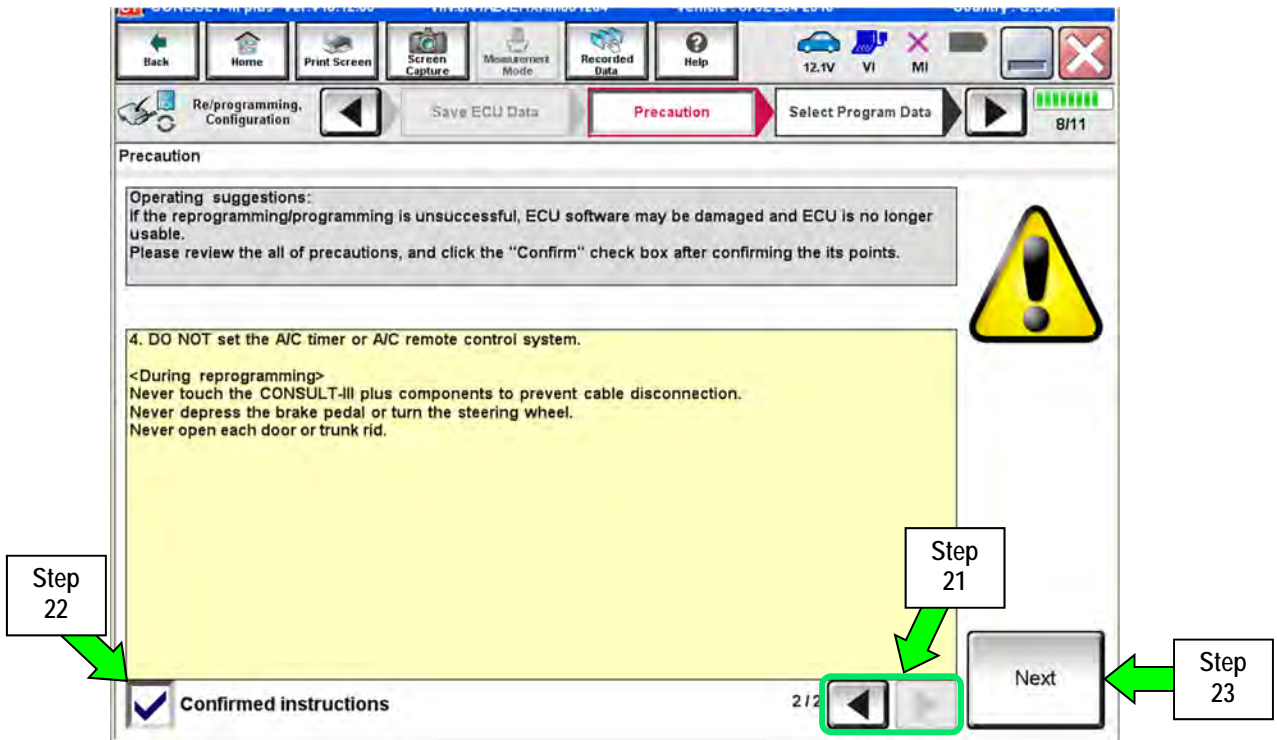 Back
Home
Print Screen
Screen
Capture
Measurement
Mode
Recorded
Data
Help
12.1V
VI
MI
Re/programming,
Configuration
Save ECU Data
Precaution
Select Program Data
8/11
Precaution
Operating suggestions:
If the reprogramming/programming is unsuccessful, ECU software may be damaged and ECU is no longer
usable.
Please review the all of precautions, and click the "Confirm" check box after confirming the its points.
4. DO NOT set the A/C timer or A/C remote control system.
<During reprogramming>
Never touch the CONSULT-III plus components to prevent cable disconnection.
Never depress the brake pedal or turn the steering wheel.
Never open each door or trunk rid.
Step
21
Step
22
Step
23
Next
Confirmed instructions
2/2